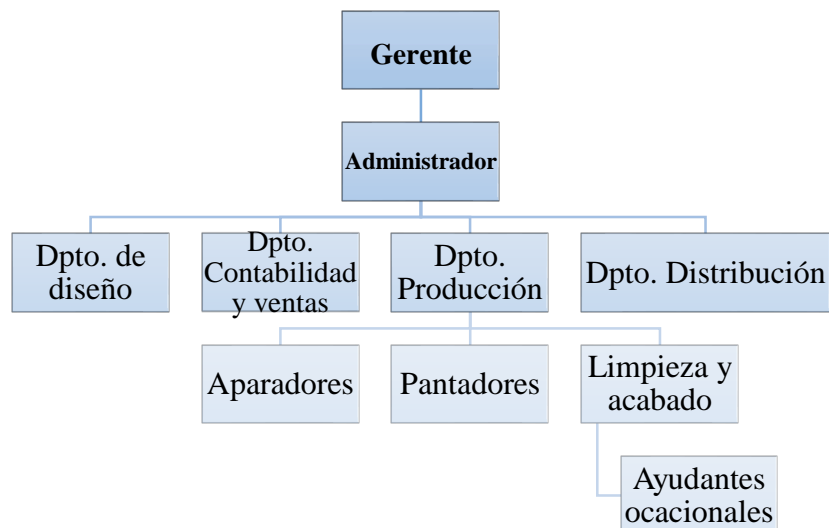 Gerente
Administrador
Dpto. de
diseño
Dpto.
Contabilidad
y ventas
Dpto.
Producción
Dpto. Distribución
Aparadores
Pantadores
Limpieza y
acabado
Ayudantes
ocacionales